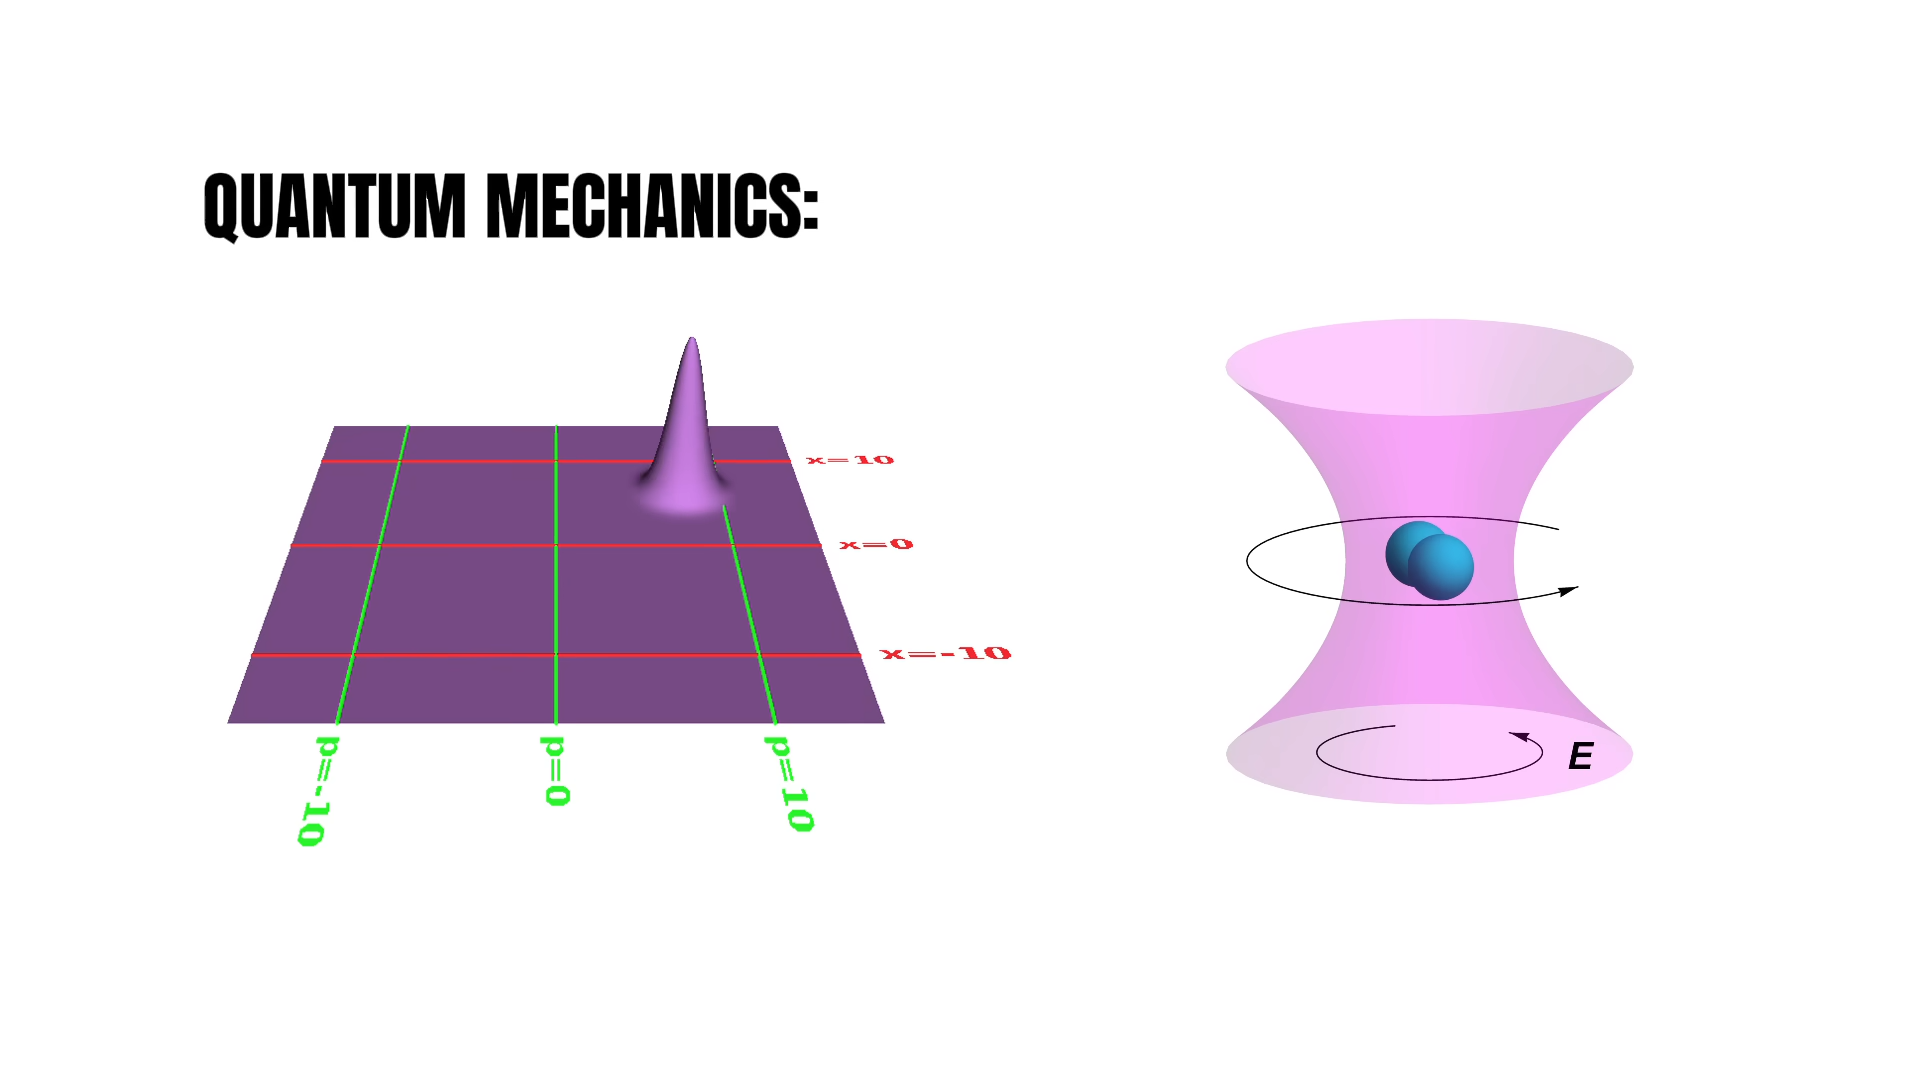 QUANTUM MECHANICS:
x=10
x=0
x=-10
p=-10
p=0
p=10
E